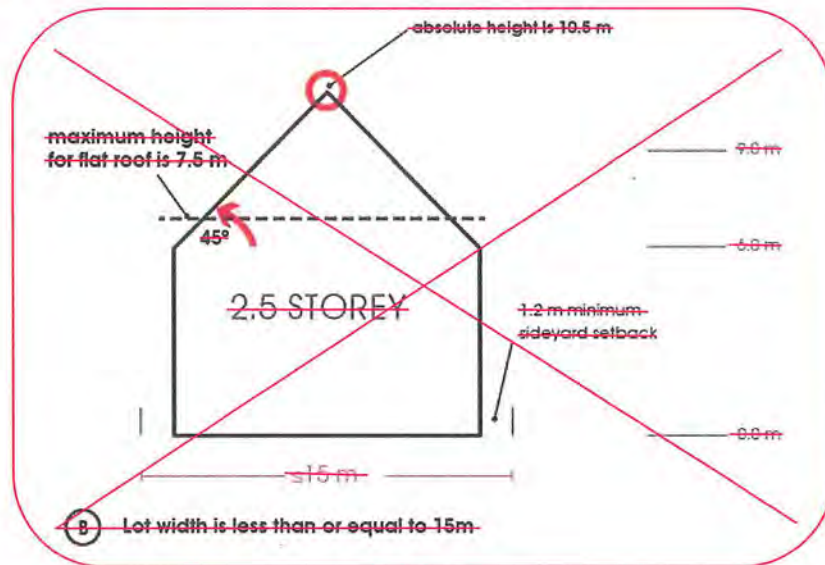 absolute height is 10.5 m
maximum height
for flat roof is 7.5 m
9.0 m
45º
6.0 m
2.5 STOREY
1.2 m minimum
sideyard setback
0.0 m
≤15 m
B Lot width is less than or equal to 15m